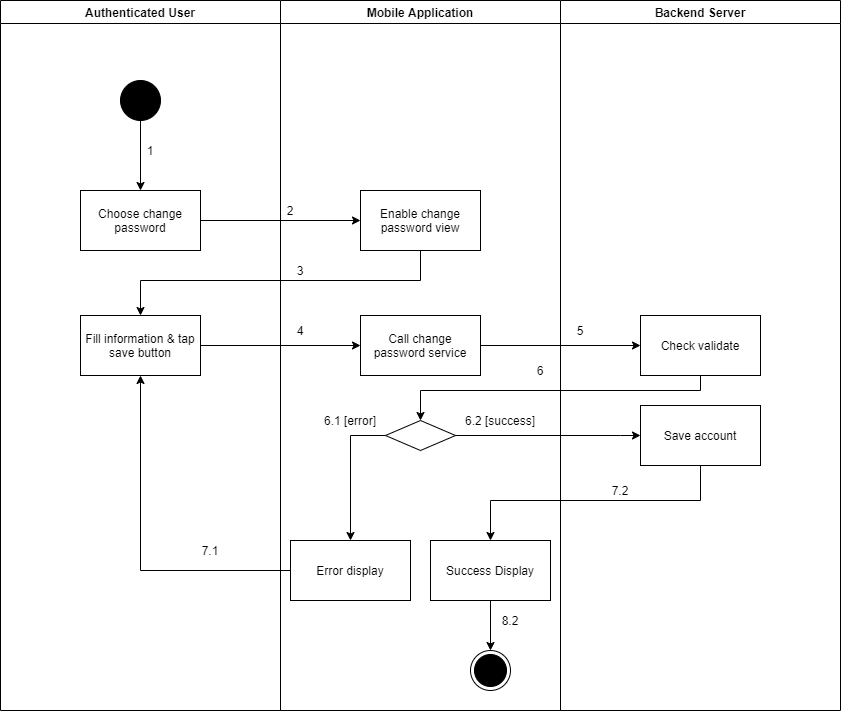 Authenticated User
Mobile Application
Backend Server
1
Choose change
password
2
Enable change
password view
3
Fill information & tap
save button
4
Call change
password service
5
Check validate
6
6.1 [error]
6.2 [success]
Save account
7.2
7.1
Error display
Success Display
8.2